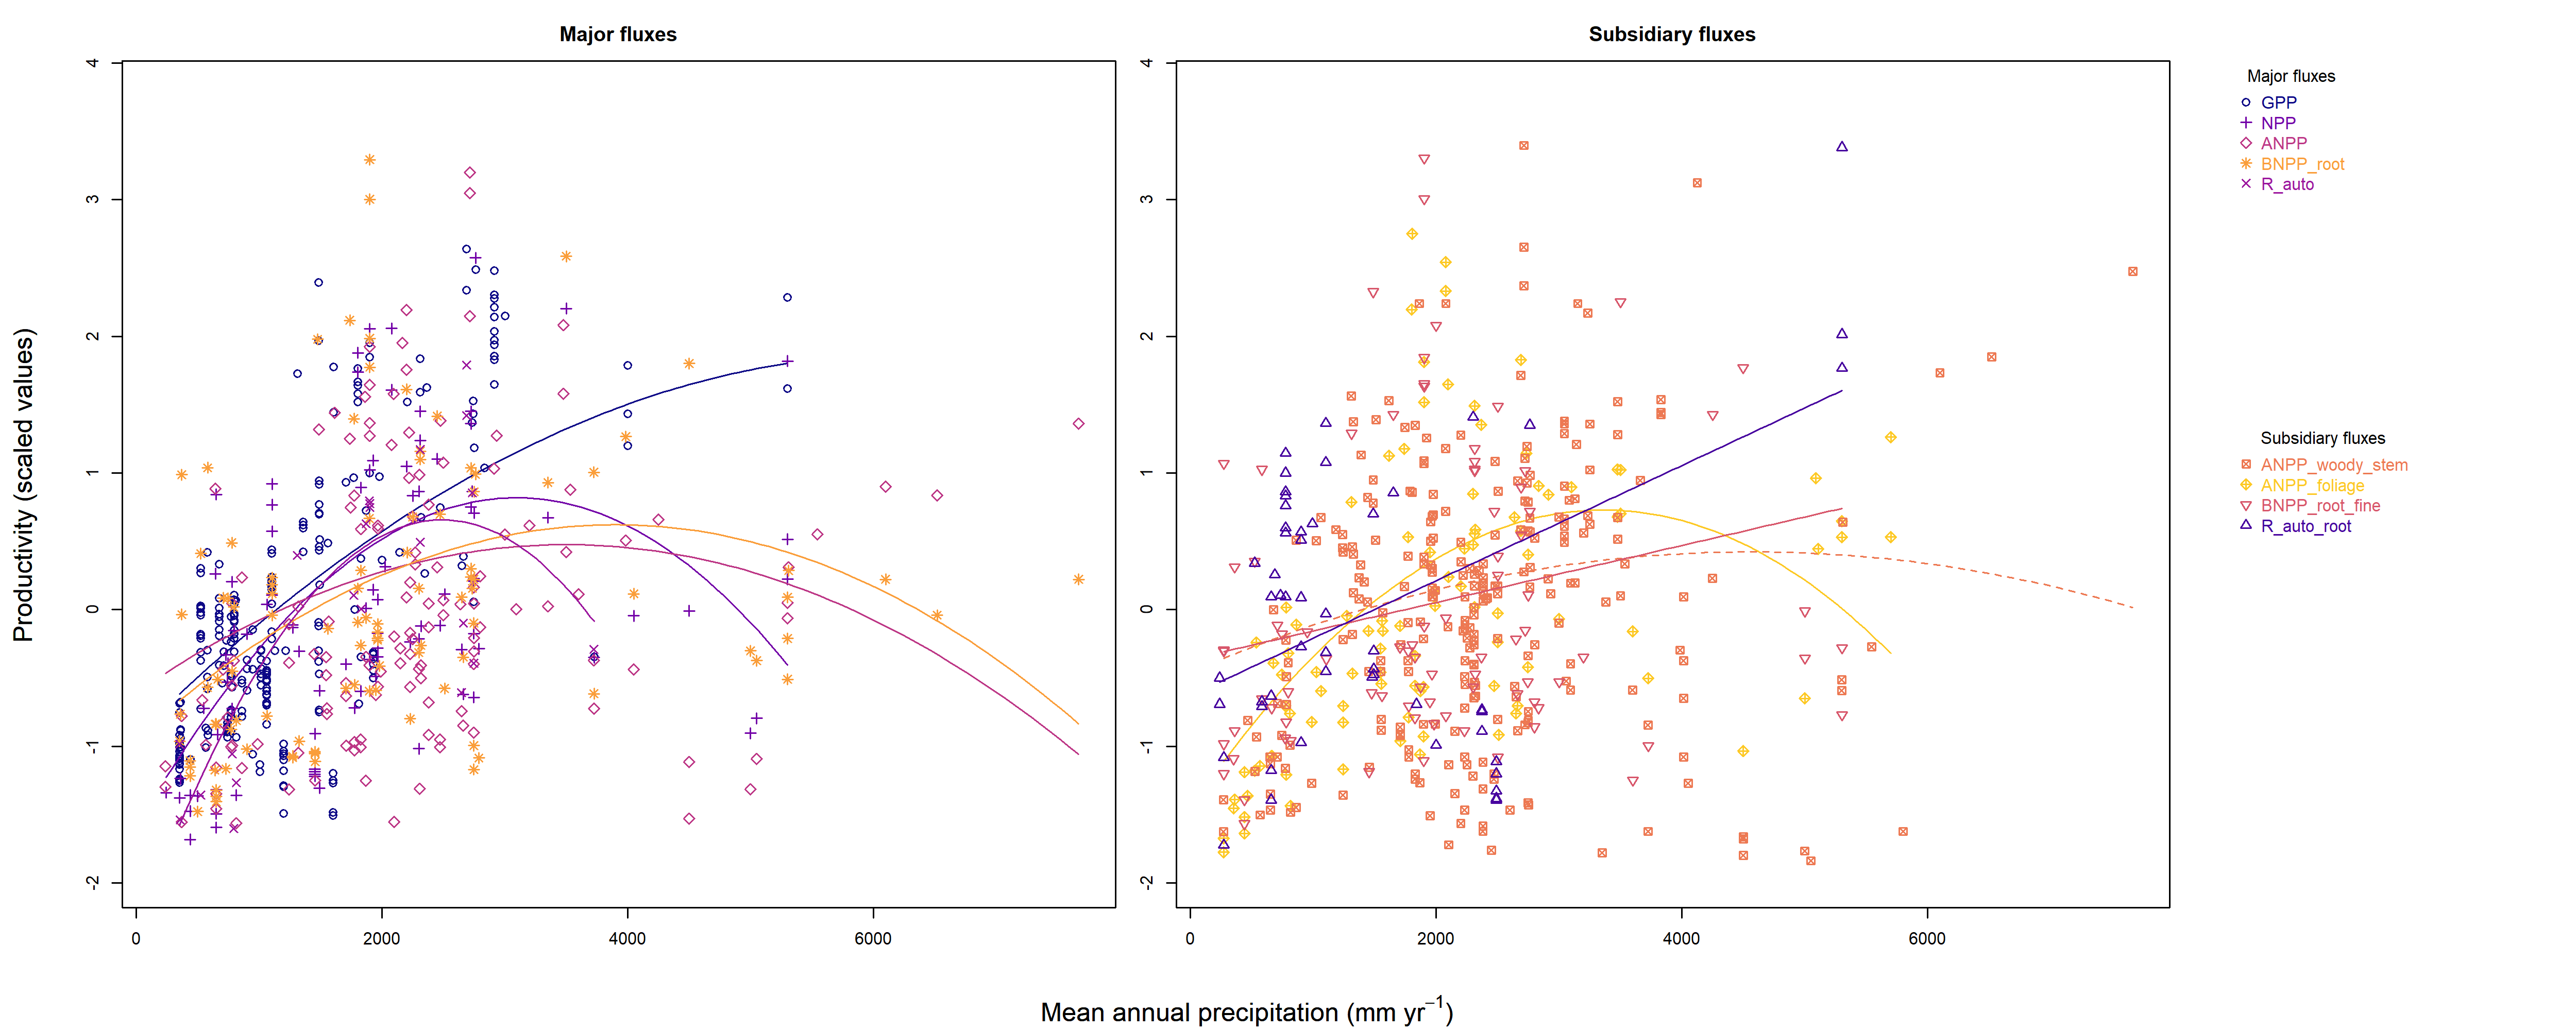 Major fluxes
Subsidiary fluxes
Productivity (scaled values)
4
3
2
1
0
-1
-2
0
2000
4000
6000
4
3
2
1
0
-1
-2
0
2000
4000
6000
Mean annual precipitation (mm yr⁻¹)
Major fluxes
GPP
NPP
ANPP
BNPP_root
R_auto
Subsidiary fluxes
ANPP_woody_stem
ANPP_foliage
BNPP_root_fine
R_auto_root